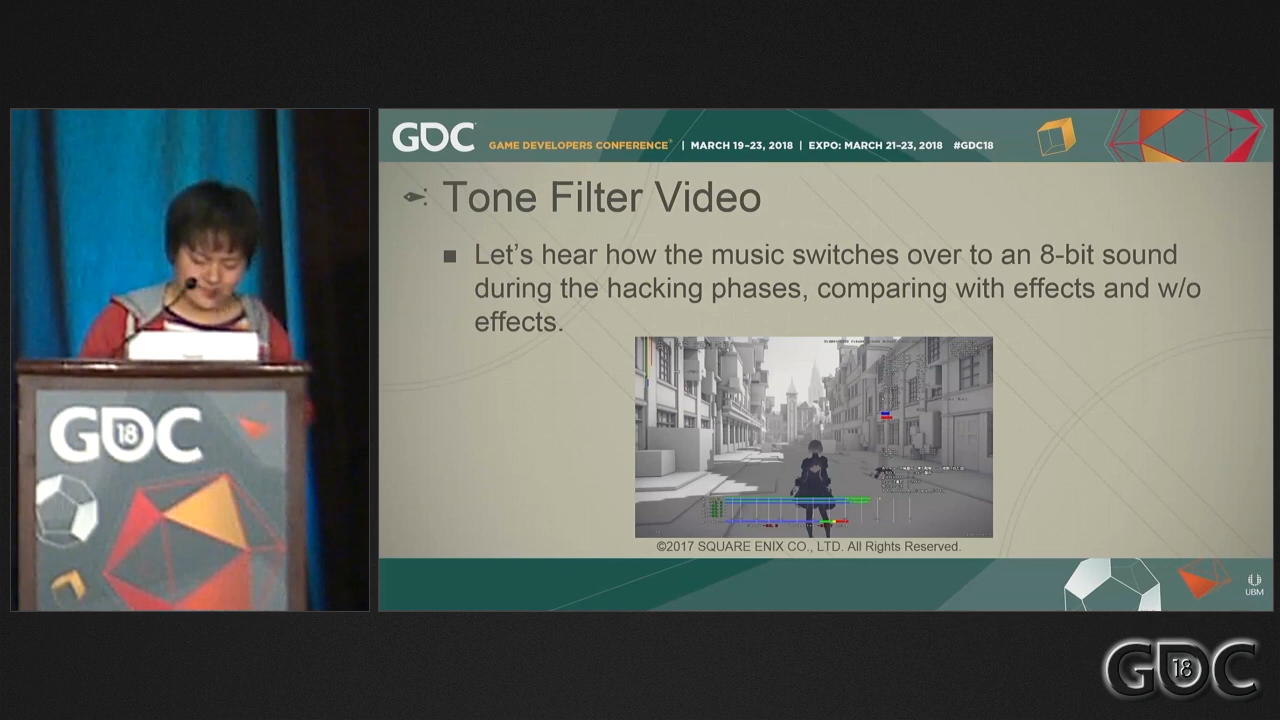 GDC GAME DEVELOPERS CONFERENCE® | MARCH 19–23, 2018 | EXPO: MARCH 21–23, 2018 #GDC18
Tone Filter Video
■ Let's hear how the music switches over to an 8-bit sound
during the hacking phases, comparing with effects and w/o
effects.
©2017 SQUARE ENIX CO., LTD. All Rights Reserved.
UBM
GDC
18
GDC
18